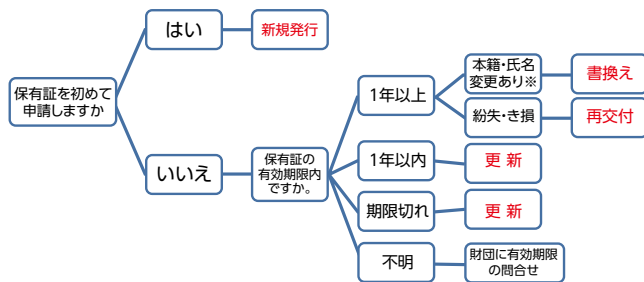 保有証を初めて
申請しますか
はい
新規発行
いいえ
保有証の
有効期限内
ですか。
1年以上
本籍・氏名
変更あり※
書換え
紛失・き損
再交付
1年以内
更 新
期限切れ
更 新
不明
財団に有効期限
の問合せ